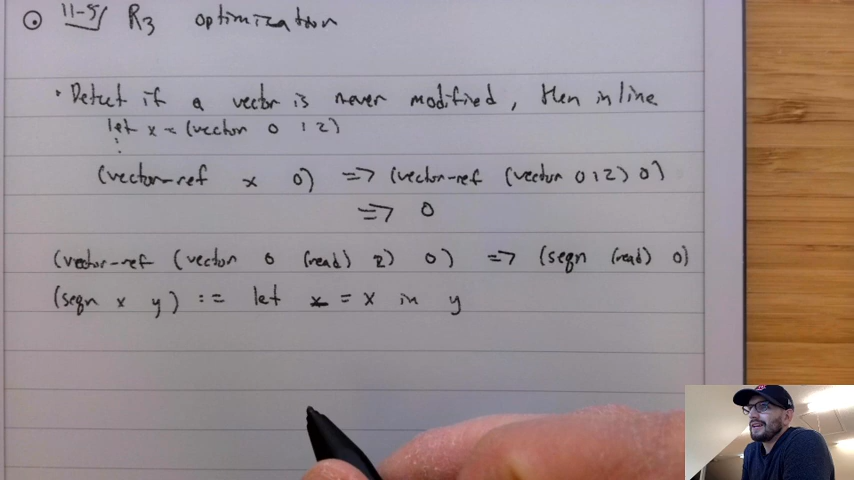 ⊙ 11-5/ R3 optimization
· Detect if a vector is never modified, then inline
let x = (vector 0 1 2)
⋮
(vector-ref x 0) => (vector-ref (vector 0 1 2) 0)
=> 0
(vector-ref (vector 0 (read) 2) 0) => (seqn (read) 0)
(seqn x y) := let _ = x in y